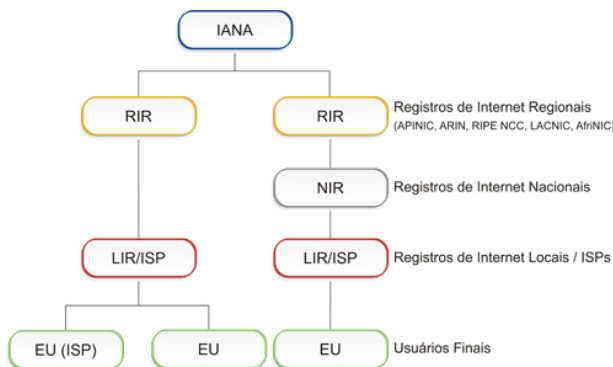 IANA
RIR
RIR
Registros de Internet Regionais
(APINIC, ARIN, RIPE NCC, LACNIC, AfriNIC)
NIR
Registros de Internet Nacionais
LIR/ISP
LIR/ISP
Registros de Internet Locais / ISPs
EU (ISP)
EU
EU
Usuários Finais